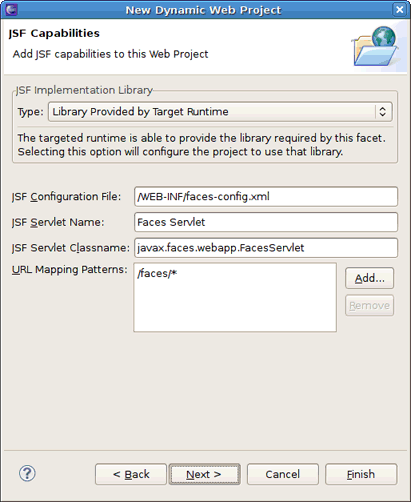 New Dynamic Web Project
JSF Capabilities
Add JSF capabilities to this Web Project
JSF Implementation Library
Type: Library Provided by Target Runtime
The targeted runtime is able to provide the library required by this facet.
Selecting this option will configure the project to use that library.
JSF Configuration File: /WEB-INF/faces-config.xml
JSF Servlet Name: Faces Servlet
JSF Servlet Classname: javax.faces.webapp.FacesServlet
URL Mapping Patterns: /faces/*
Add...
Remove
? < Back Next > Cancel Finish